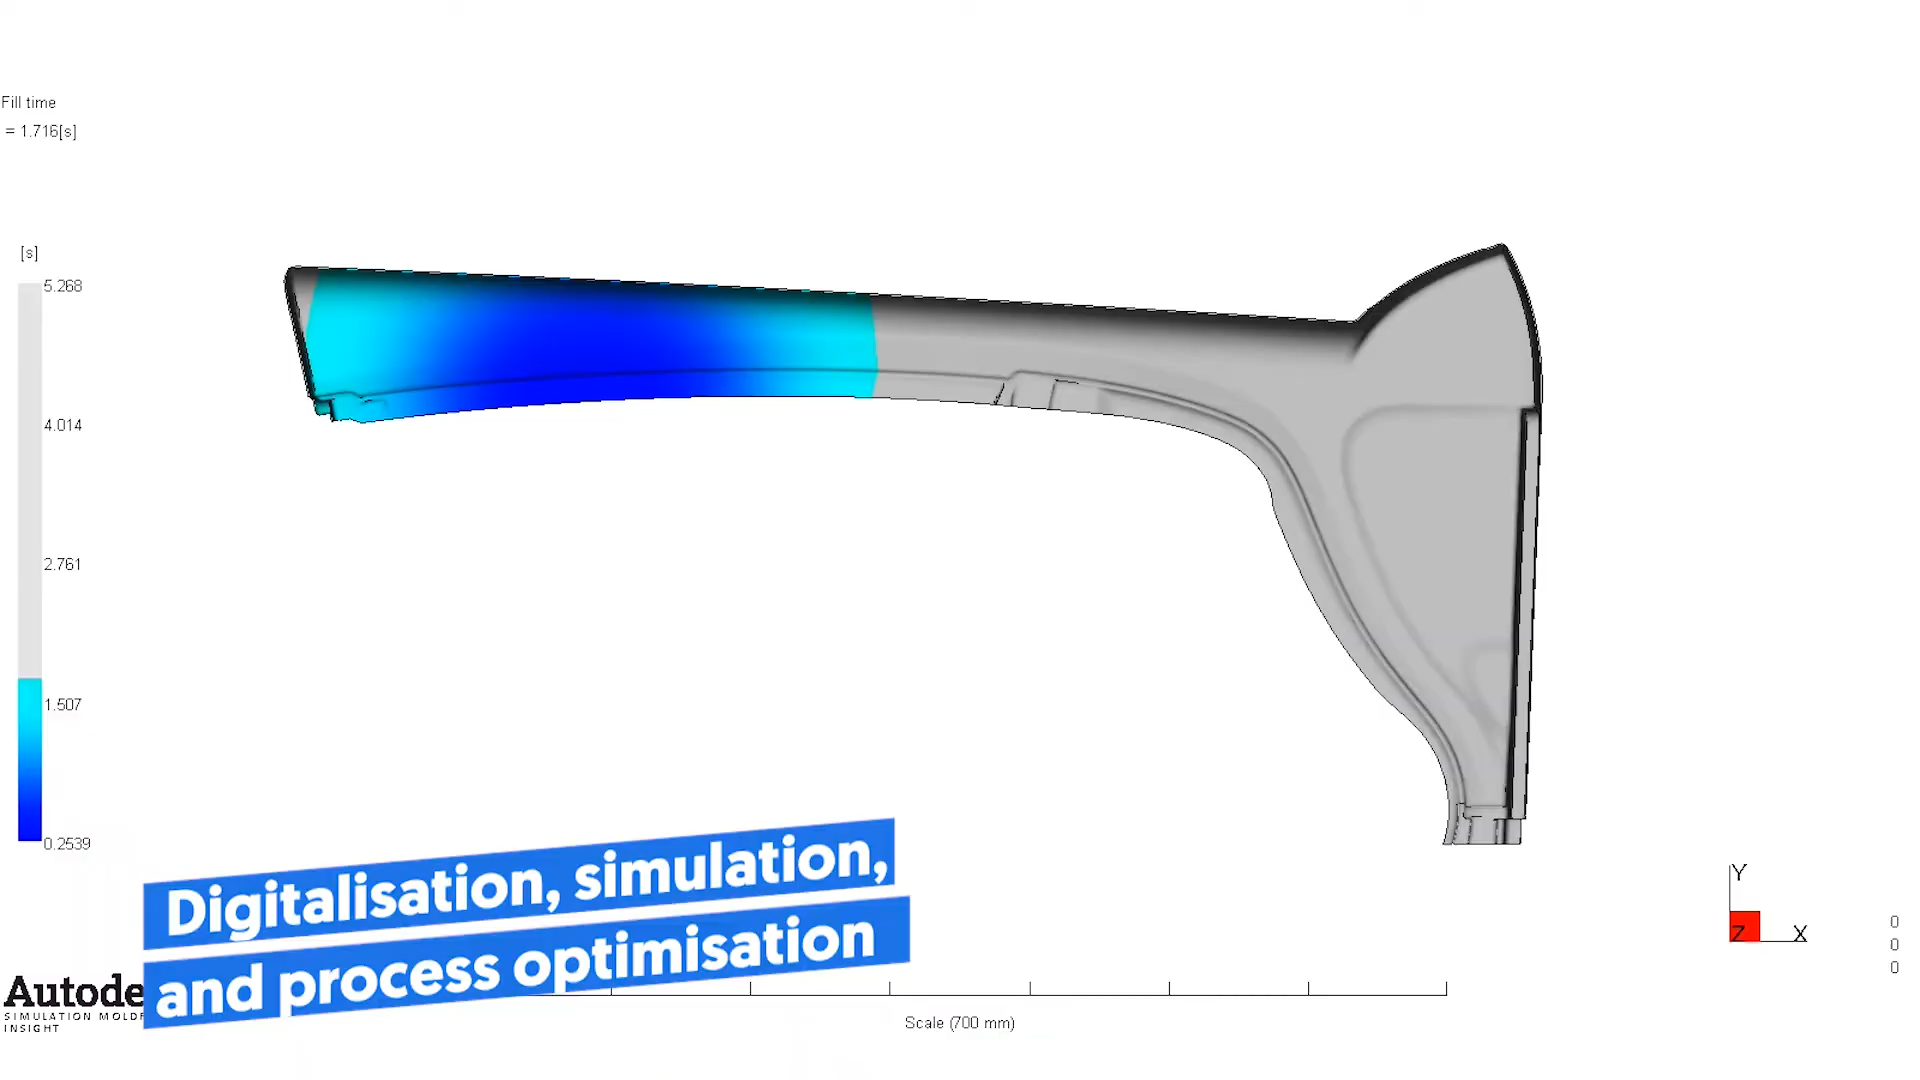 Fill time
= 1.716[s]
[s]
5.268
4.014
2.761
1.507
0.2539
Digitalisation, simulation,
and process optimisation
Autode
SIMULATION MOLDF
INSIGHT
Scale (700 mm)
Y
Z
X
0
0
0